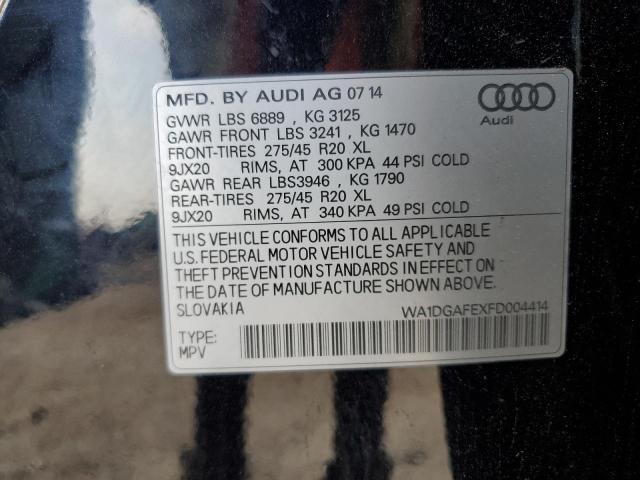 MFD. BY AUDI AG 07 14
GVWR LBS 6889 , KG 3125
GAWR FRONT LBS 3241 , KG 1470
FRONT-TIRES 275/45 R20 XL
9JX20 RIMS, AT 300 KPA 44 PSI COLD
GAWR REAR LBS3946 , KG 1790
REAR-TIRES 275/45 R20 XL
9JX20 RIMS, AT 340 KPA 49 PSI COLD
Audi
THIS VEHICLE CONFORMS TO ALL APPLICABLE
U.S. FEDERAL MOTOR VEHICLE SAFETY AND
THEFT PREVENTION STANDARDS IN EFFECT ON
DATE OF MANUFACTURE SHOWN ABOVE.
SLOVAKIA
WA1DGAFEXFD004414
TYPE:
MPV